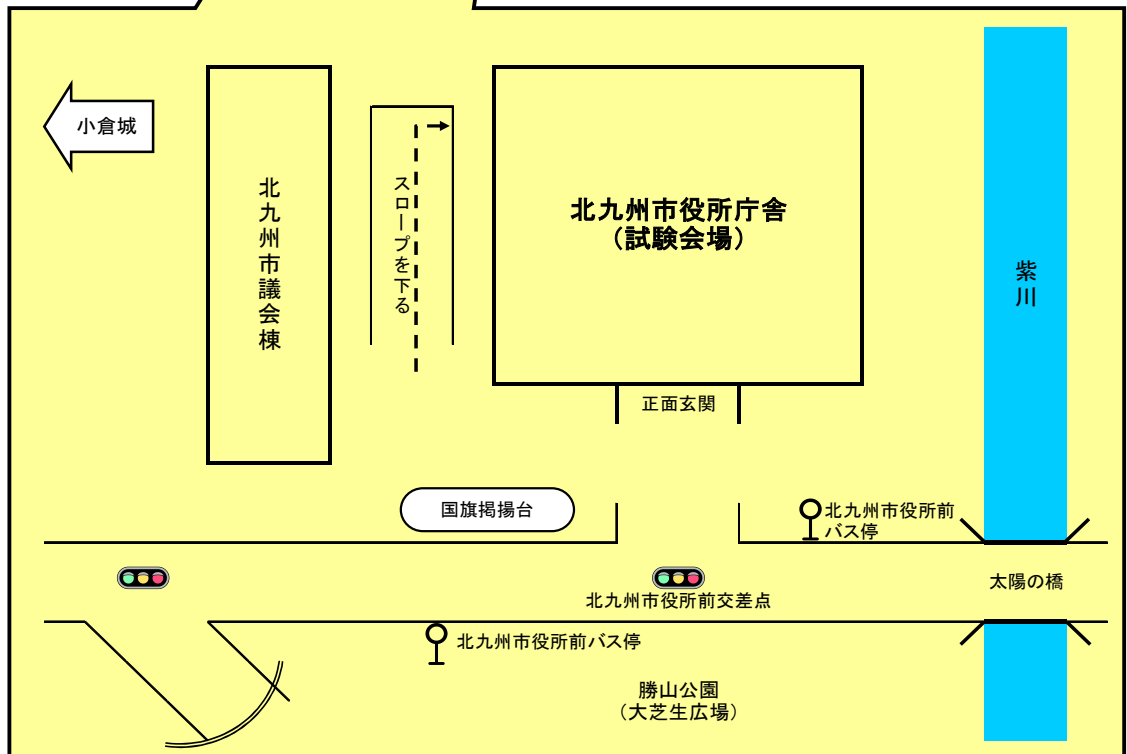 小倉城
北九州市議会棟
スロープを下る
北九州市役所庁舎
（試験会場）
紫川
正面玄関
国旗掲揚台
北九州市役所前
バス停
太陽の橋
北九州市役所前交差点
北九州市役所前バス停
勝山公園
（大芝生広場）